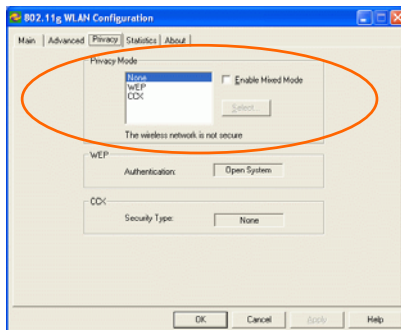 802.11g WLAN Configuration
Main Advanced Privacy Statistics About
Privacy Mode
None
WEP
CCX
Enable Mixed Mode
Select...
The wireless network is not secure
WEP
Authentication: Open System
CCX
Security Type: None
OK Cancel Apply Help